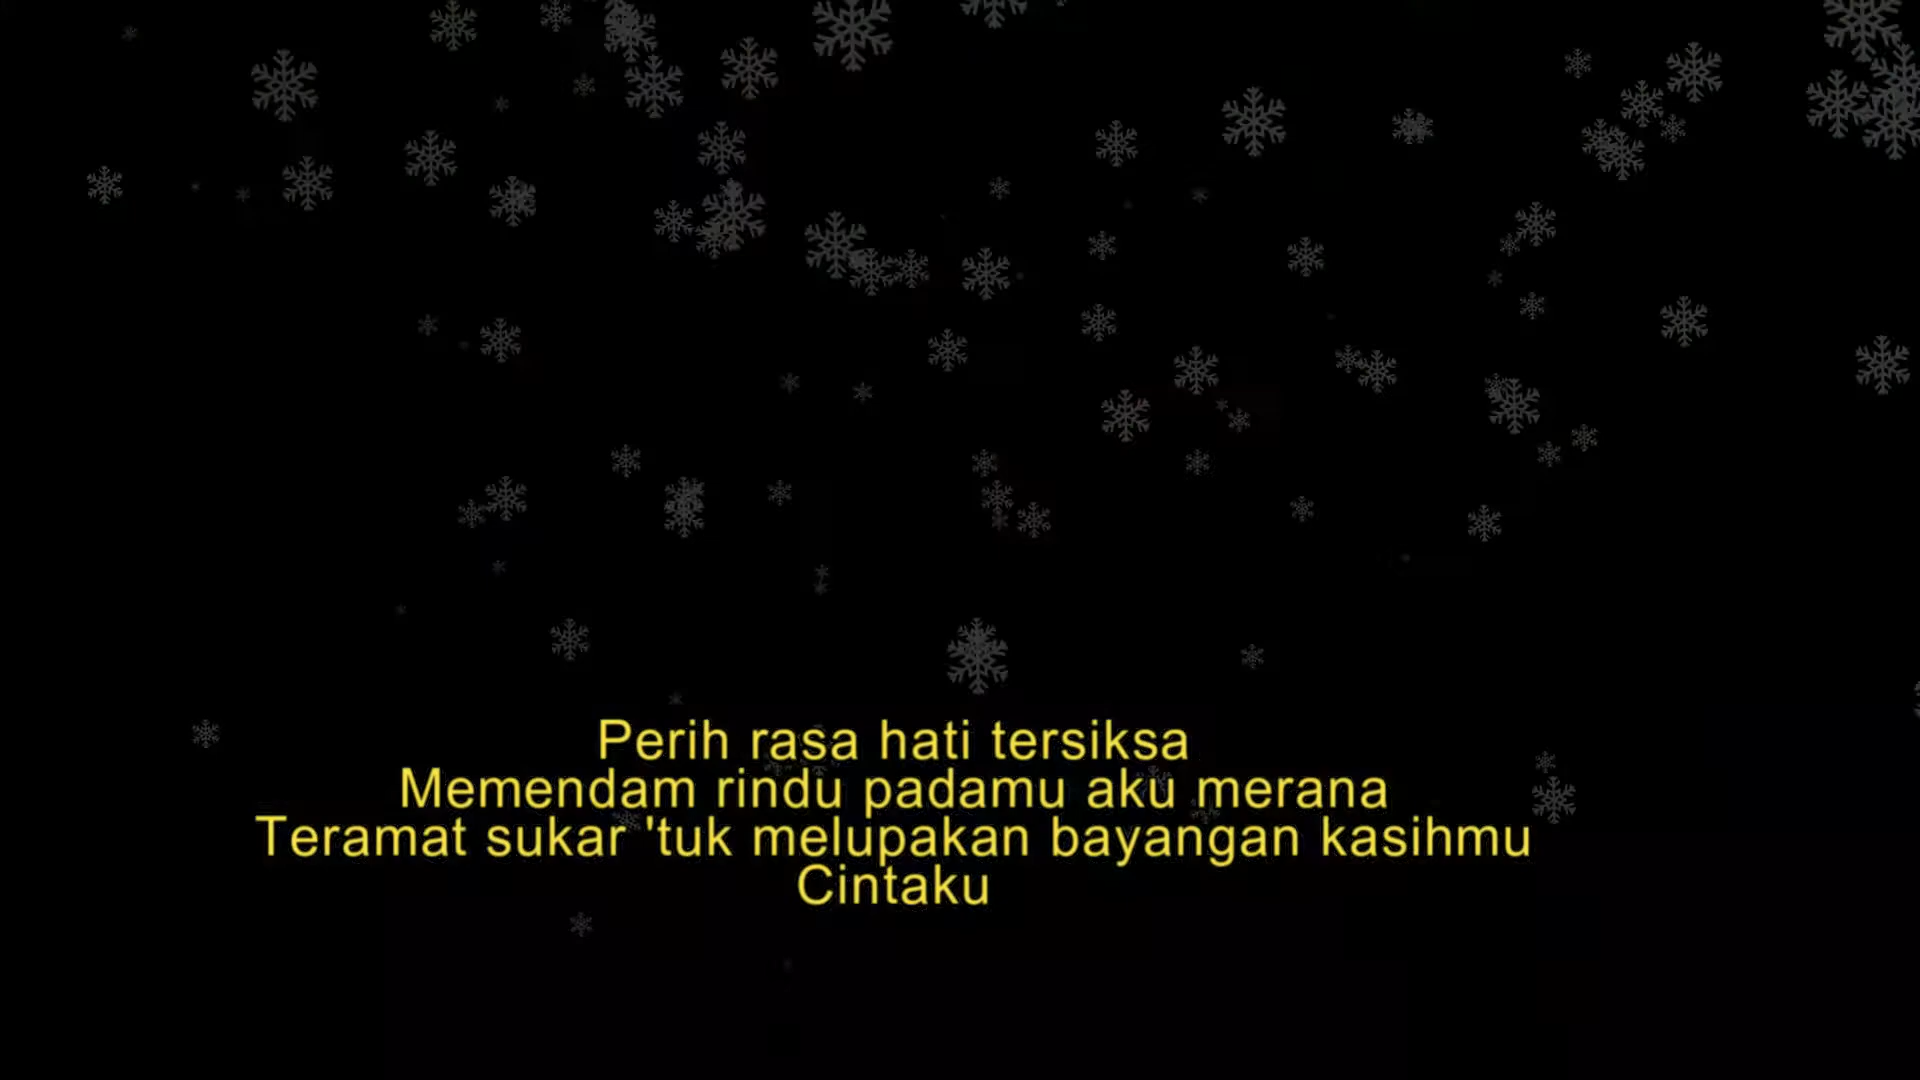 Perih rasa hati tersiksa
Memendam rindu padamu aku merana
Teramat sukar 'tuk melupakan bayangan kasihmu
Cintaku